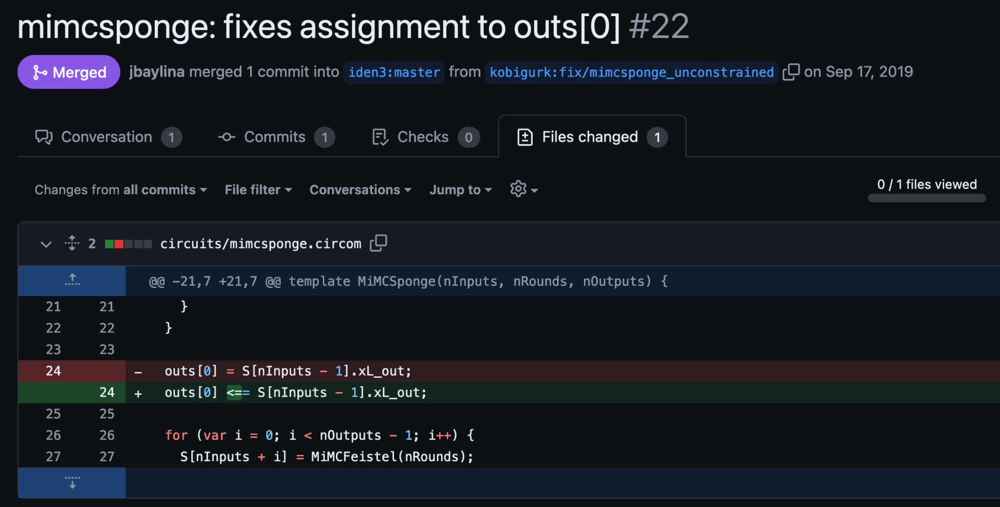 mimcsponge: fixes assignment to outs[0] #22
Merged jbaylina merged 1 commit into iden3:master from kobigurk:fix/mimcsponge_unconstrained on Sep 17, 2019
Conversation 1 Commits 1 Checks 0 Files changed 1
Changes from all commits File filter Conversations Jump to 0 / 1 files viewed
2 circuits/mimcsponge.circom
@@ -21,7 +21,7 @@ template MiMCSponge(nInputs, nRounds, nOutputs) {
21 21 }
22 22 }
23 23
24 - outs[0] = S[nInputs - 1].xL_out;
24 + outs[0] <== S[nInputs - 1].xL_out;
25 25
26 26 for (var i = 0; i < nOutputs - 1; i++) {
27 27 S[nInputs + i] = MiMCFeistel(nRounds);